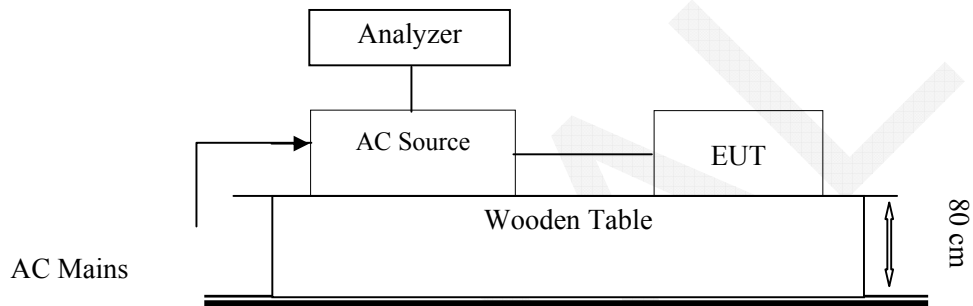 Analyzer
AC Source
EUT
Wooden Table
80 cm
AC Mains